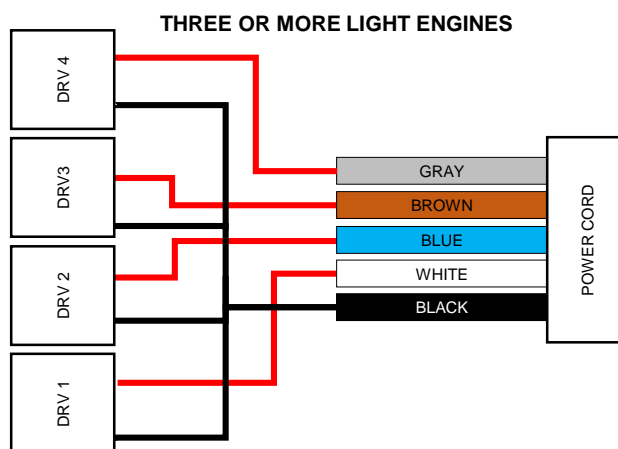 THREE OR MORE LIGHT ENGINES
DRV 4
DRV3
DRV 2
DRV 1
GRAY
BROWN
BLUE
WHITE
BLACK
POWER CORD